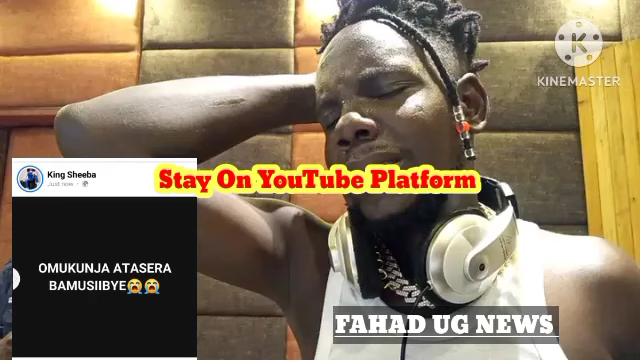 KINEMASTER
King Sheeba
Just now
Stay On YouTube Platform
OMUKUNJA ATASERA
BAMUSIIBYE😭😭
FAHAD UG NEWS